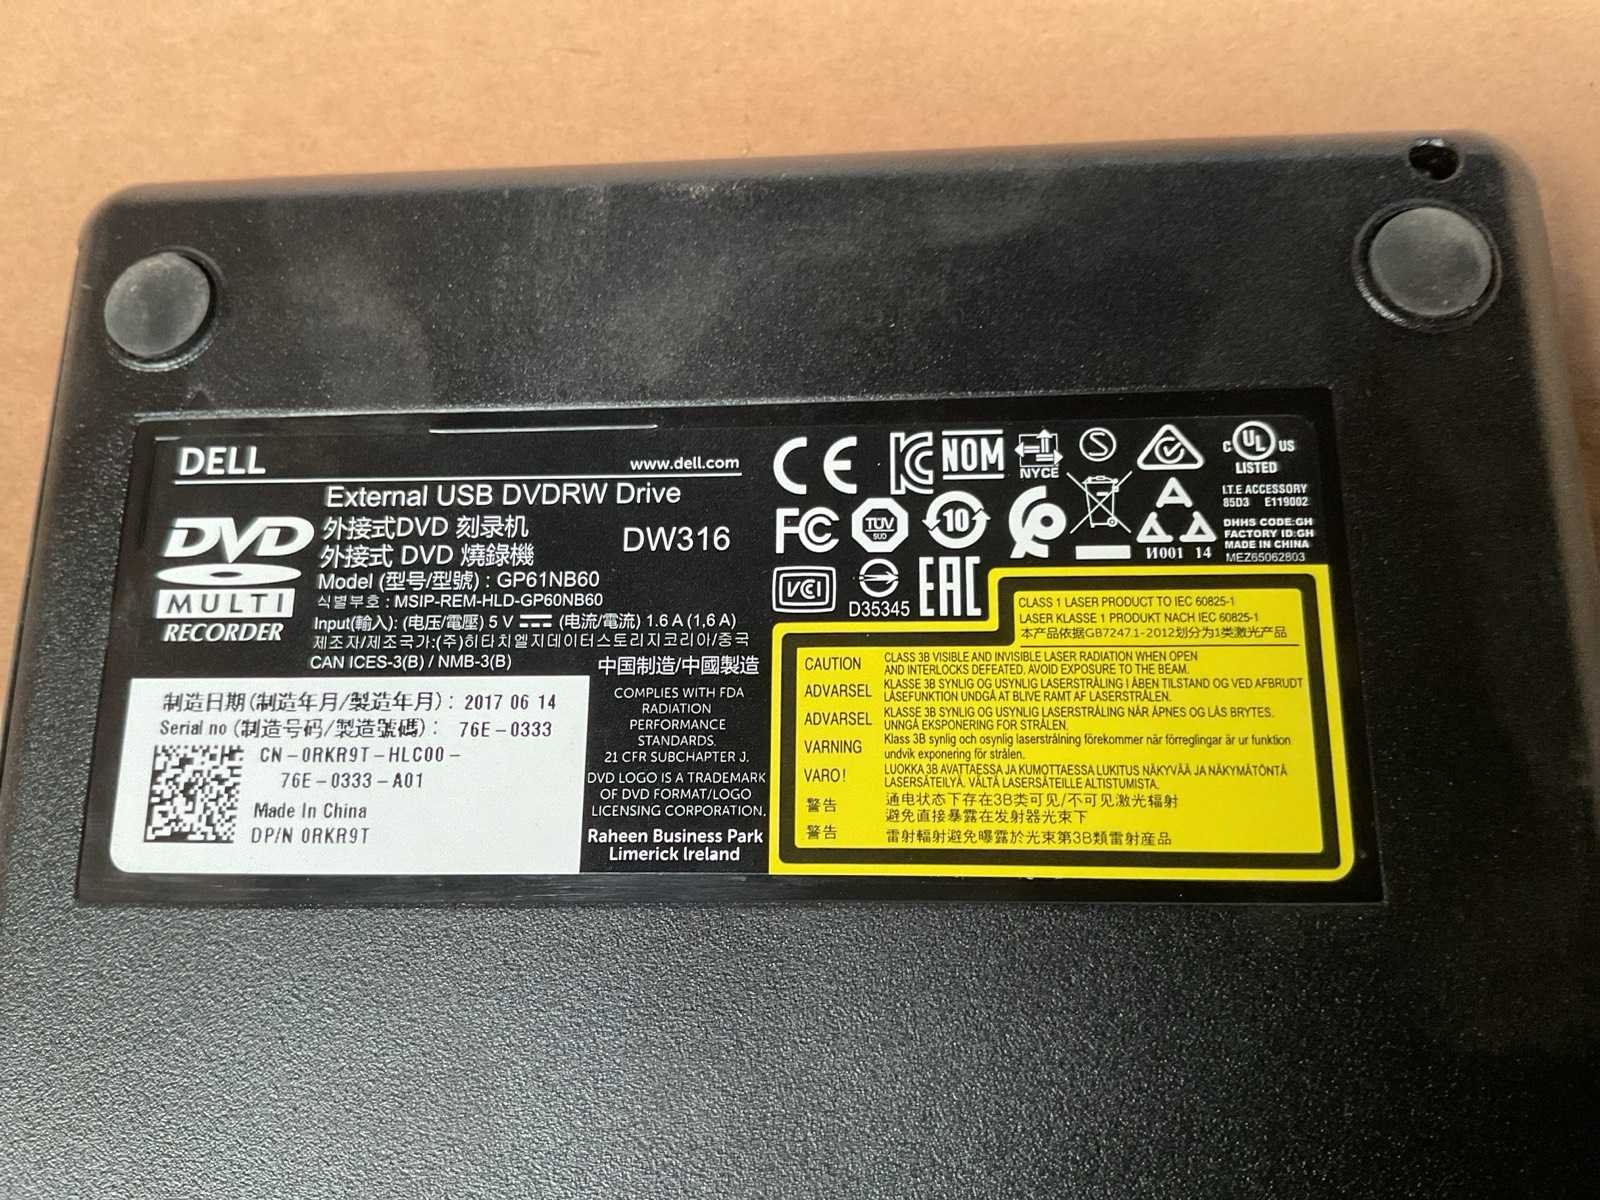 DELL
www.dell.com
External USB DVDRW Drive
DVD
MULTI
RECORDER
外接式DVD 刻录机
外接式 DVD 燒錄機
DW316
Model (型号/型號) : GP61NB60
식별부호 : MSIP-REM-HLD-GP60NB60
Input(輸入): (电压/電壓) 5 V (电流/電流) 1.6 A (1,6 A)
제조자/제조국가:(주)히타치엘지데이터스토리지코리아/중국
CAN ICES-3(B) / NMB-3(B)
中国制造/中國製造
制造日期(制造年月/製造年月) : 2017 06 14
Serial no (制造号码/製造號碼) : 76E-0333
CN-0RKR9T-HLC00-
76E-0333-A01
Made In China
DP/N 0RKR9T
COMPLIES WITH FDA
RADIATION
PERFORMANCE
STANDARDS.
21 CFR SUBCHAPTER J.
DVD LOGO IS A TRADEMARK
OF DVD FORMAT/LOGO
LICENSING CORPORATION.
Raheen Business Park
Limerick Ireland
CE
NOM
NYCE
S
C UL US
LISTED
I.T.E ACCESSORY
85D3 E119002
FC
TÜV
SUD
10
И001 14
DHHS CODE:GH
FACTORY ID:GH
MADE IN CHINA
MEZ65062803
VCI
D35345
EAC
CLASS 1 LASER PRODUCT TO IEC 60825-1
LASER KLASSE 1 PRODUKT NACH IEC 60825-1
本产品依据GB7247.1-2012划分为1类激光产品
CAUTION CLASS 3B VISIBLE AND INVISIBLE LASER RADIATION WHEN OPEN
AND INTERLOCKS DEFEATED, AVOID EXPOSURE TO THE BEAM.
ADVARSEL KLASSE 3B SYNLIG OG USYNLIG LASERSTRÅLING I ÅBEN TILSTAND OG VED AFBRUDT
LÅSEFUNKTION UNDGÅ AT BLIVE RAMT AF LASERSTRÅLEN.
ADVARSEL KLASSE 3B SYNLIG OG USYNLIG LASERSTRÅLING NÅR ÅPNES OG LÅS BRYTES.
UNNGÅ EKSPONERING FOR STRÅLEN.
VARNING Klass 3B synlig och osynlig laserstrålning förekommer når förreglingar är ur funktion
undvik exponering för strålen.
VARO! LUOKKA 3B AVATTAESSA JA KUMOTTAESSA LUKITUS NÄKYVÄÄ JA NÄKYMÄTÖNTÄ
LASERSÄTEILYÄ, VÄLTÄ LASERSÄTEILLE ALTISTUMISTA.
警告 通电状态下存在3B类可见/不可见激光辐射
避免直接暴露在发射器光束下
警告 雷射輻射避免曝露於光束第3B類雷射産品